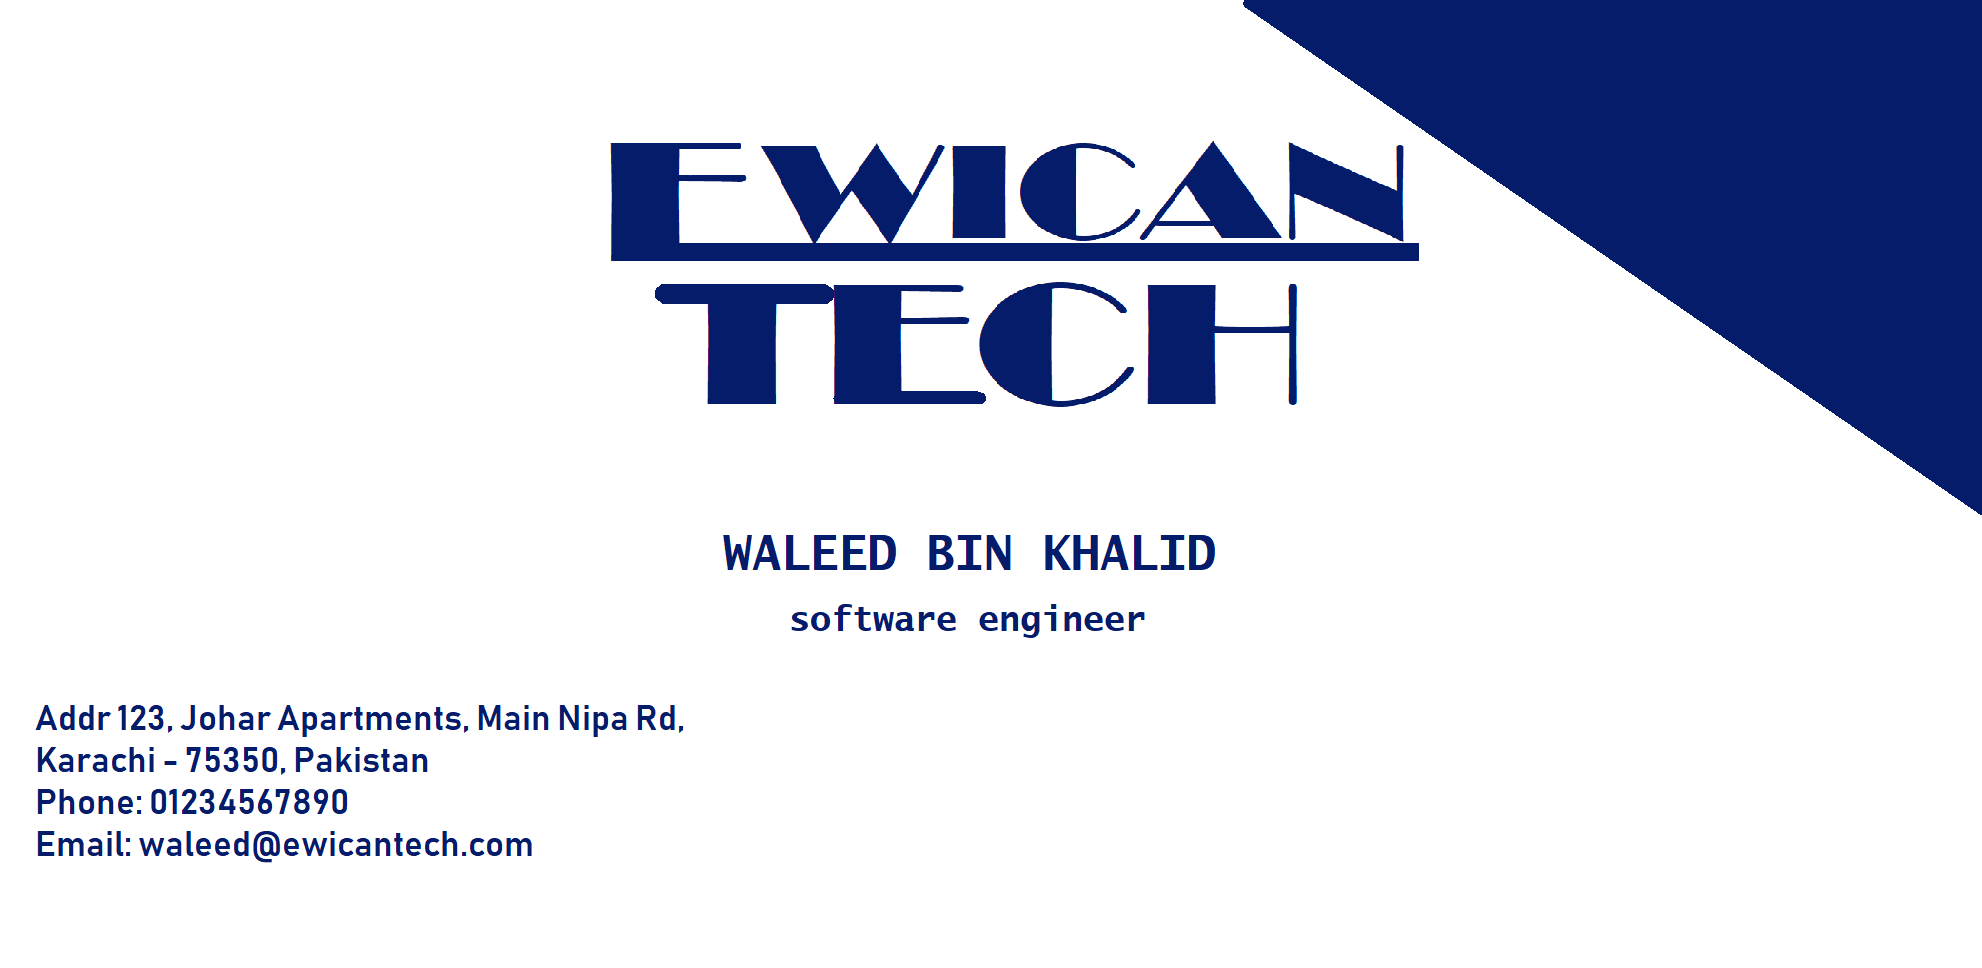 EWICAN
TECH
WALEED BIN KHALID
software engineer
Addr 123, Johar Apartments, Main Nipa Rd,
Karachi - 75350, Pakistan
Phone: 01234567890
Email: waleed@ewicantech.com